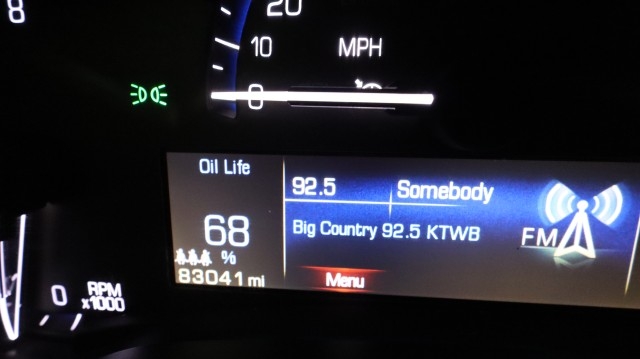 8
20
10 MPH
0
Oil Life
92.5 Somebody
68
%
Big Country 92.5 KTWB
FM
83041 mi
Menu
0 RPM
x1000